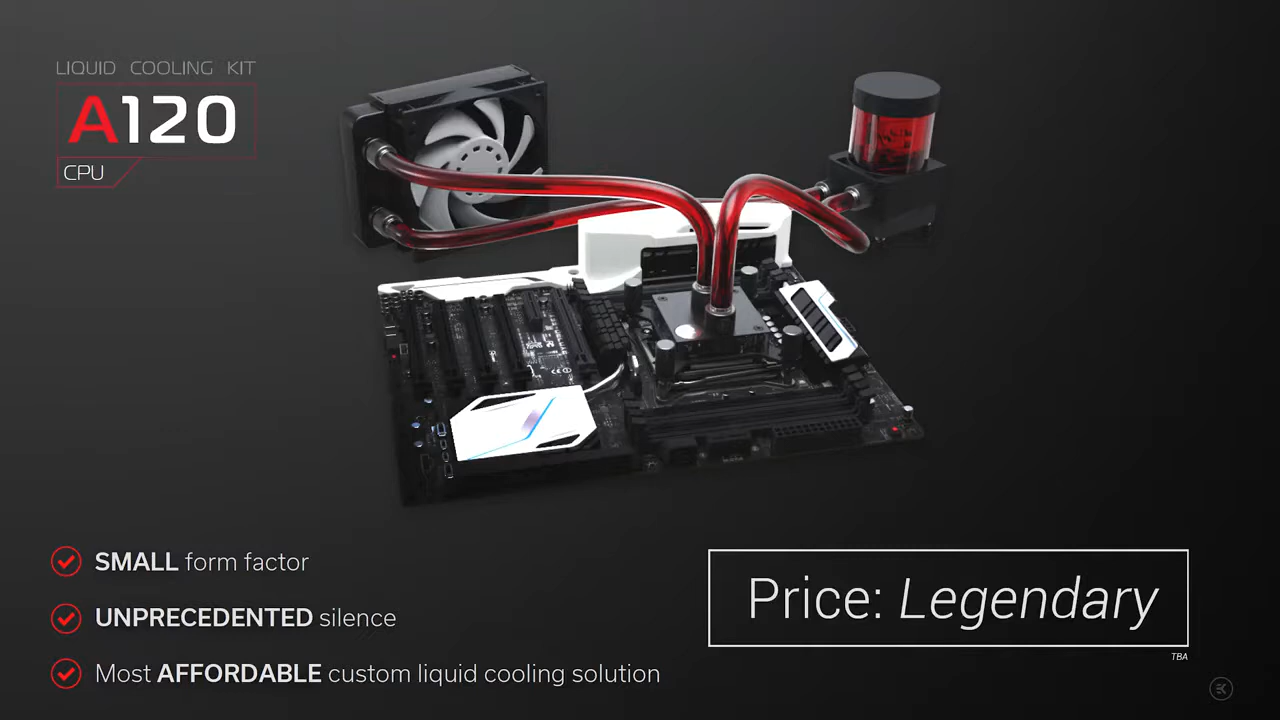 LIQUID COOLING KIT
A120
CPU
SMALL form factor
UNPRECEDENTED silence
Most AFFORDABLE custom liquid cooling solution
Price: Legendary
TBA